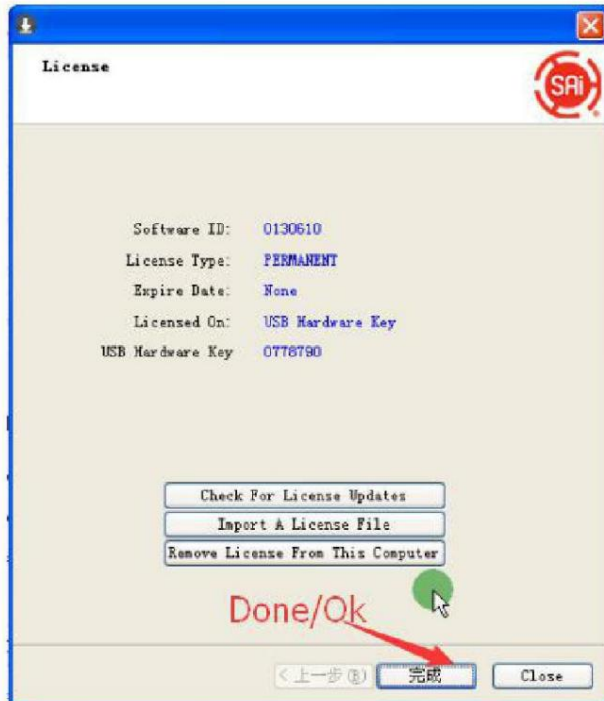 License
SAi
Software ID: 0130610
License Type: PERMANENT
Expire Date: None
Licensed On: USB Hardware Key
USB Hardware Key 0778790
Check For License Updates
Import A License File
Remove License From This Computer
Done/Ok
<上一步(B) 完成 Close